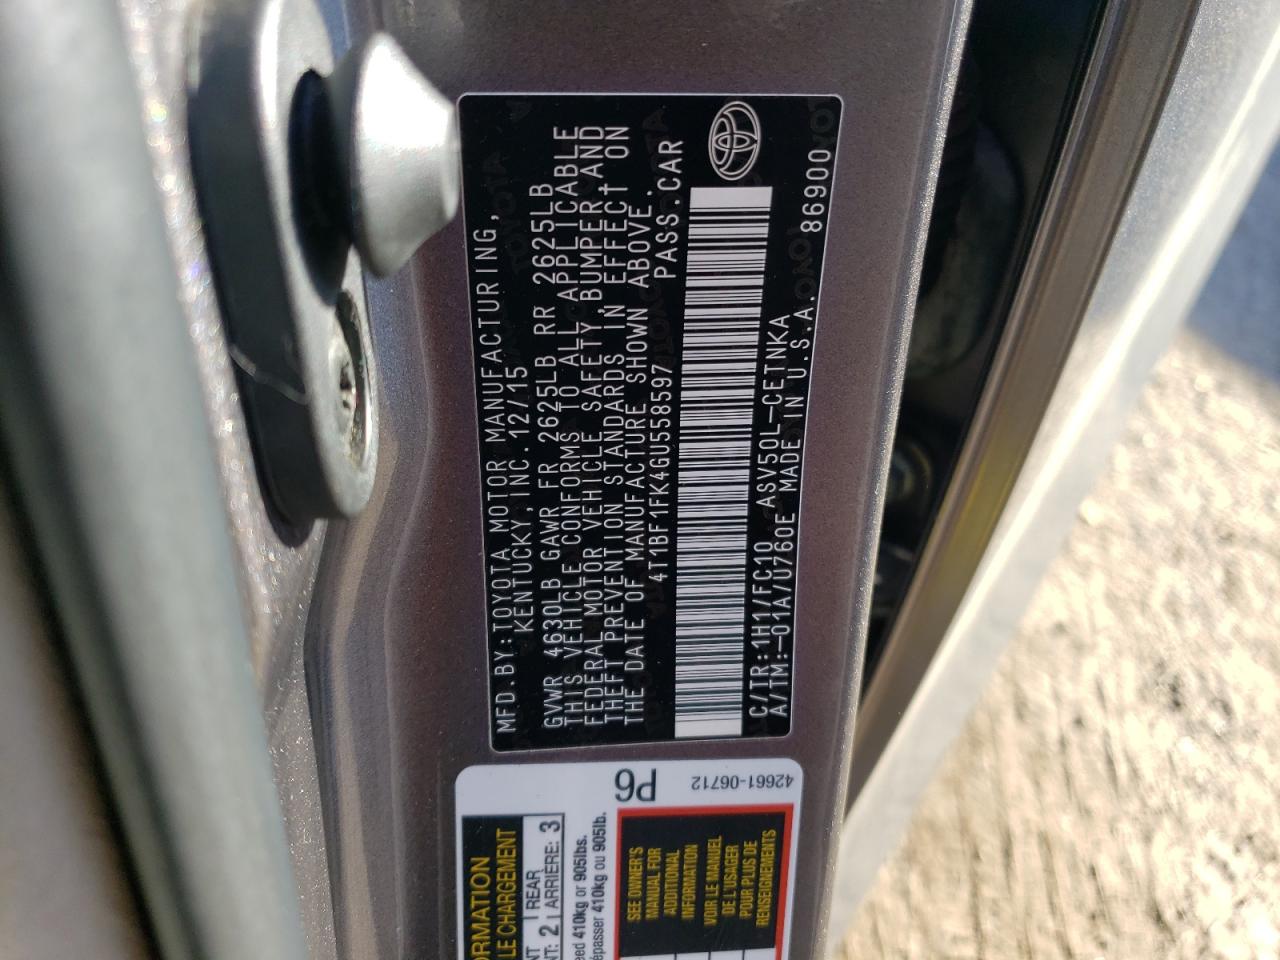 MFD.BY:TOYOTA MOTOR MANUFACTURING,
KENTUCKY,INC. 12/15
GVWR 4630LB GAWR FR 2625LB RR 2625LB
THIS VEHICLE CONFORMS TO ALL APPLICABLE
FEDERAL MOTOR VEHICLE SAFETY,BUMPER,AND
THEFT PREVENTION STANDARDS IN EFFECT ON
THE DATE OF MANUFACTURE SHOWN ABOVE.
4T1BF1FK4GU558597 PASS.CAR
C/TR:1H1/FC10 ASV50L-CETNKA
A/TM:-01A/U760E MADE IN U.S.A. 86900
P6
42661-06712
LE CHARGEMENT
2 REAR
ARRIÈRE: 3
410kg or 905lbs.
410kg ou 905lb.
SEE OWNER'S
MANUAL FOR
ADDITIONAL
INFORMATION
VOIR LE MANUEL
DE L'USAGER
POUR PLUS DE
RENSEIGNEMENTS